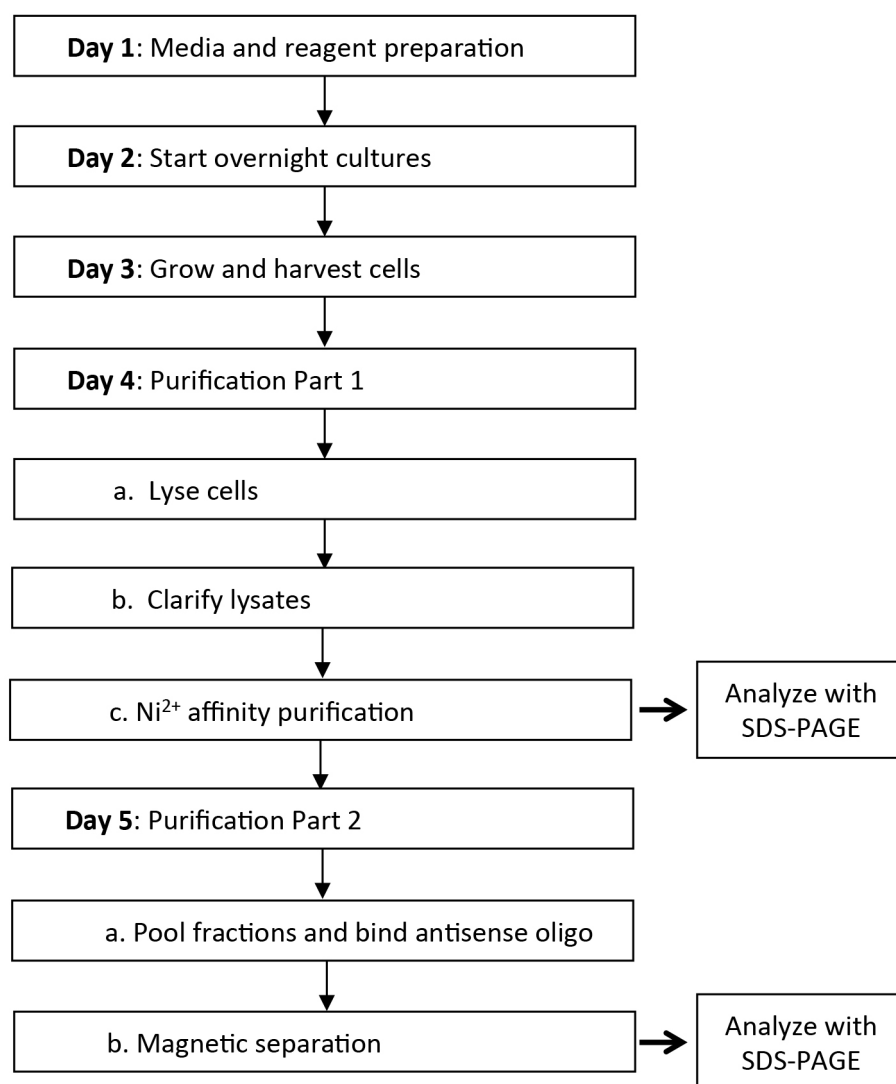 Day 1: Media and reagent preparation
Day 2: Start overnight cultures
Day 3: Grow and harvest cells
Day 4: Purification Part 1
a. Lyse cells
b. Clarify lysates
c. Ni²⁺ affinity purification
Analyze with
SDS-PAGE
Day 5: Purification Part 2
a. Pool fractions and bind antisense oligo
b. Magnetic separation
Analyze with
SDS-PAGE